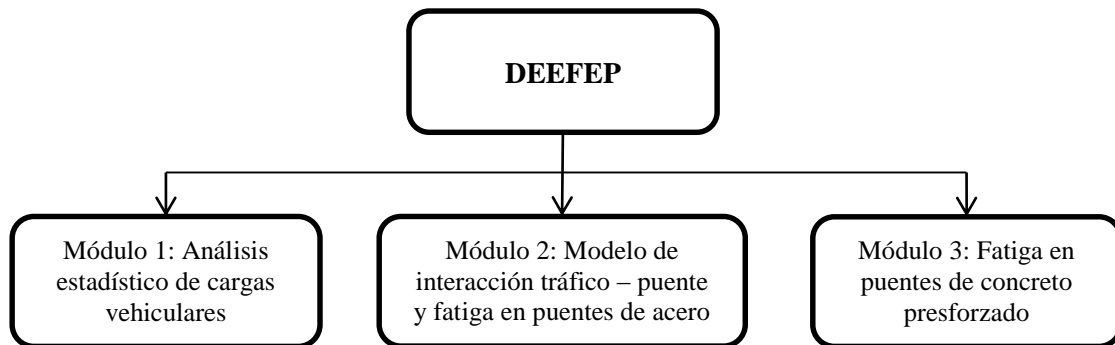 DEEFEP
Módulo 1: Análisis
estadístico de cargas
vehiculares
Módulo 2: Modelo de
interacción tráfico – puente
y fatiga en puentes de acero
Módulo 3: Fatiga en
puentes de concreto
presforzado